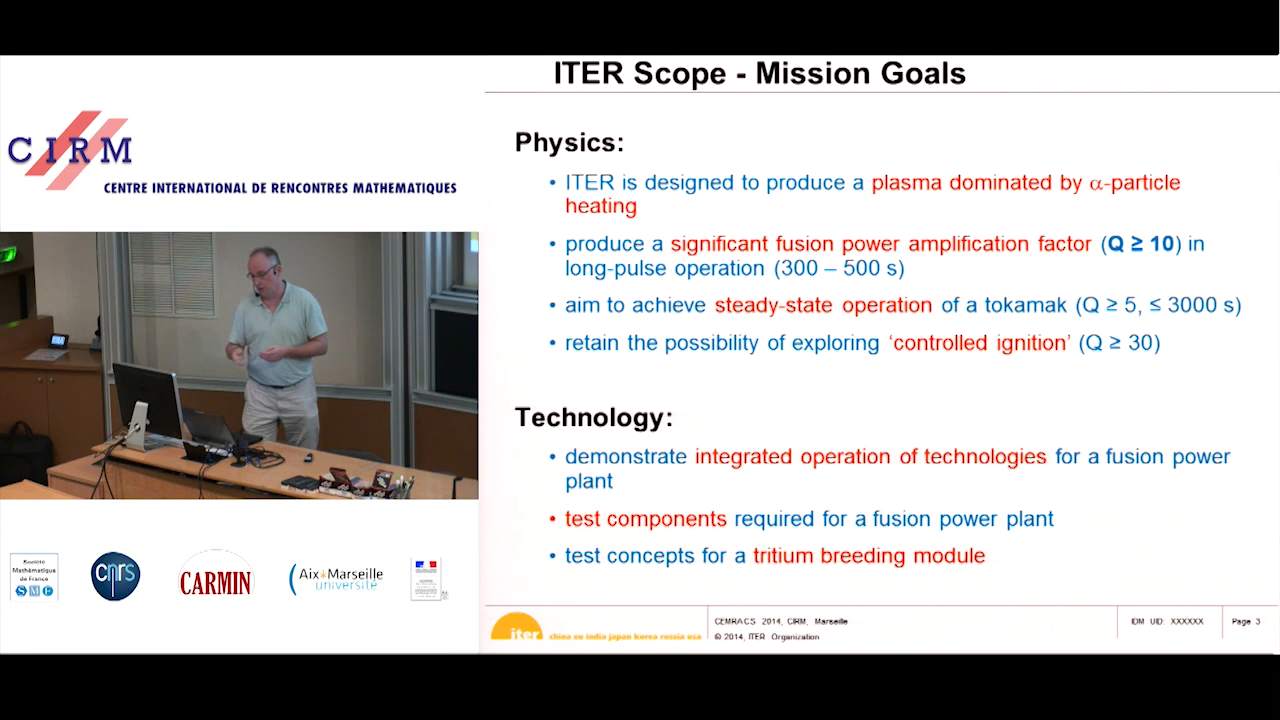 ITER Scope - Mission Goals
CIRM
CENTRE INTERNATIONAL DE RENCONTRES MATHEMATIQUES
Physics:
• ITER is designed to produce a plasma dominated by α-particle
heating
• produce a significant fusion power amplification factor (Q ≥ 10) in
long-pulse operation (300 – 500 s)
• aim to achieve steady-state operation of a tokamak (Q ≥ 5, ≤ 3000 s)
• retain the possibility of exploring ‘controlled ignition’ (Q ≥ 30)
Technology:
• demonstrate integrated operation of technologies for a fusion power
plant
• test components required for a fusion power plant
• test concepts for a tritium breeding module
Société
Mathématique
de France
SMF
cnrs
CARMIN
Aix*Marseille
université
iter
china eu india japan korea russia usa
CEMRACS 2014, CIRM, Marseille
© 2014, ITER Organization
IDM UID: XXXXXX
Page 3